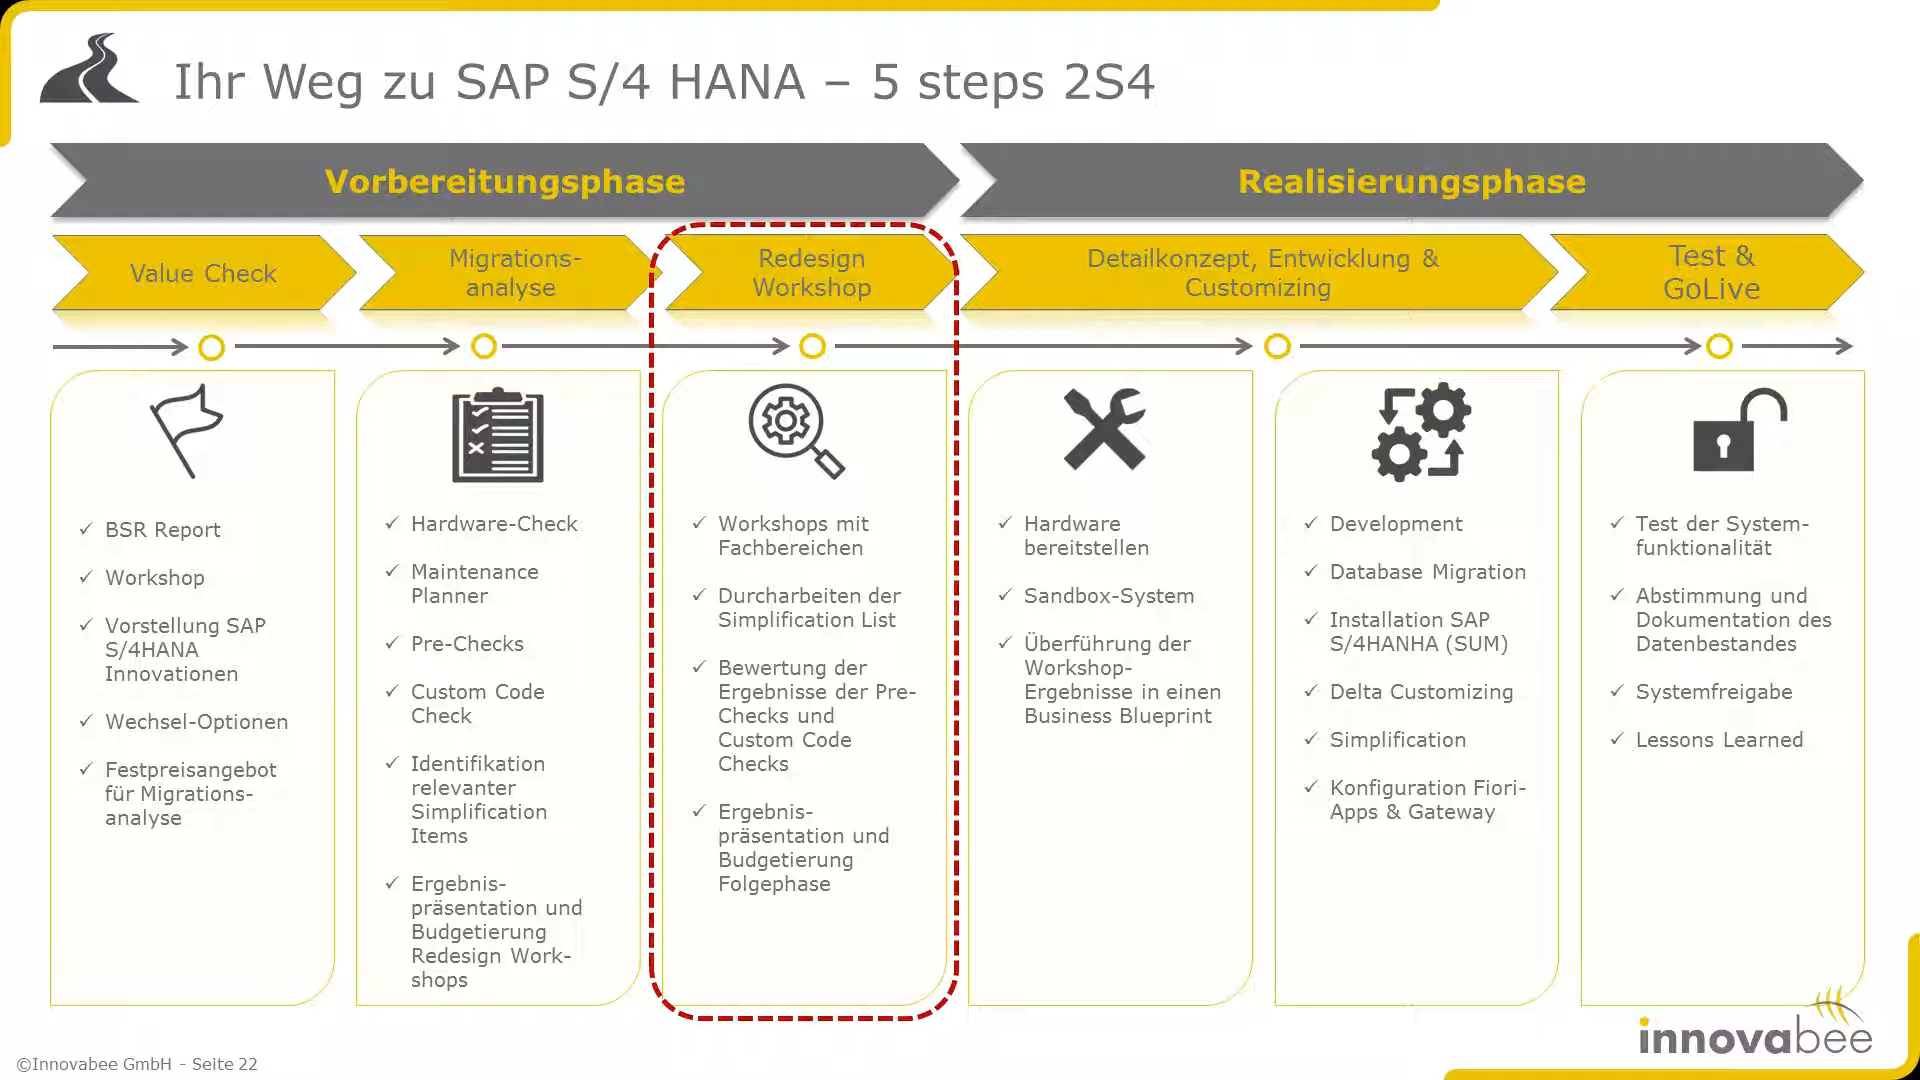 Ihr Weg zu SAP S/4 HANA – 5 steps 2S4
Vorbereitungsphase
Realisierungsphase
Value Check
Migrations-
analyse
Redesign
Workshop
Detailkonzept, Entwicklung &
Customizing
Test &
GoLive
BSR Report
Workshop
Vorstellung SAP
S/4HANA
Innovationen
Wechsel-Optionen
Festpreisangebot
für Migrations-
analyse
Hardware-Check
Maintenance
Planner
Pre-Checks
Custom Code
Check
Identifikation
relevanter
Simplification
Items
Ergebnis-
präsentation und
Budgetierung
Redesign Work-
shops
Workshops mit
Fachbereichen
Durcharbeiten der
Simplification List
Bewertung der
Ergebnisse der Pre-
Checks und
Custom Code
Checks
Ergebnis-
präsentation und
Budgetierung
Folgephase
Hardware
bereitstellen
Sandbox-System
Überführung der
Workshop-
Ergebnisse in einen
Business Blueprint
Development
Database Migration
Installation SAP
S/4HANHA (SUM)
Delta Customizing
Simplification
Konfiguration Fiori-
Apps & Gateway
Test der System-
funktionalität
Abstimmung und
Dokumentation des
Datenbestandes
Systemfreigabe
Lessons Learned
innovabee
©Innovabee GmbH - Seite 22